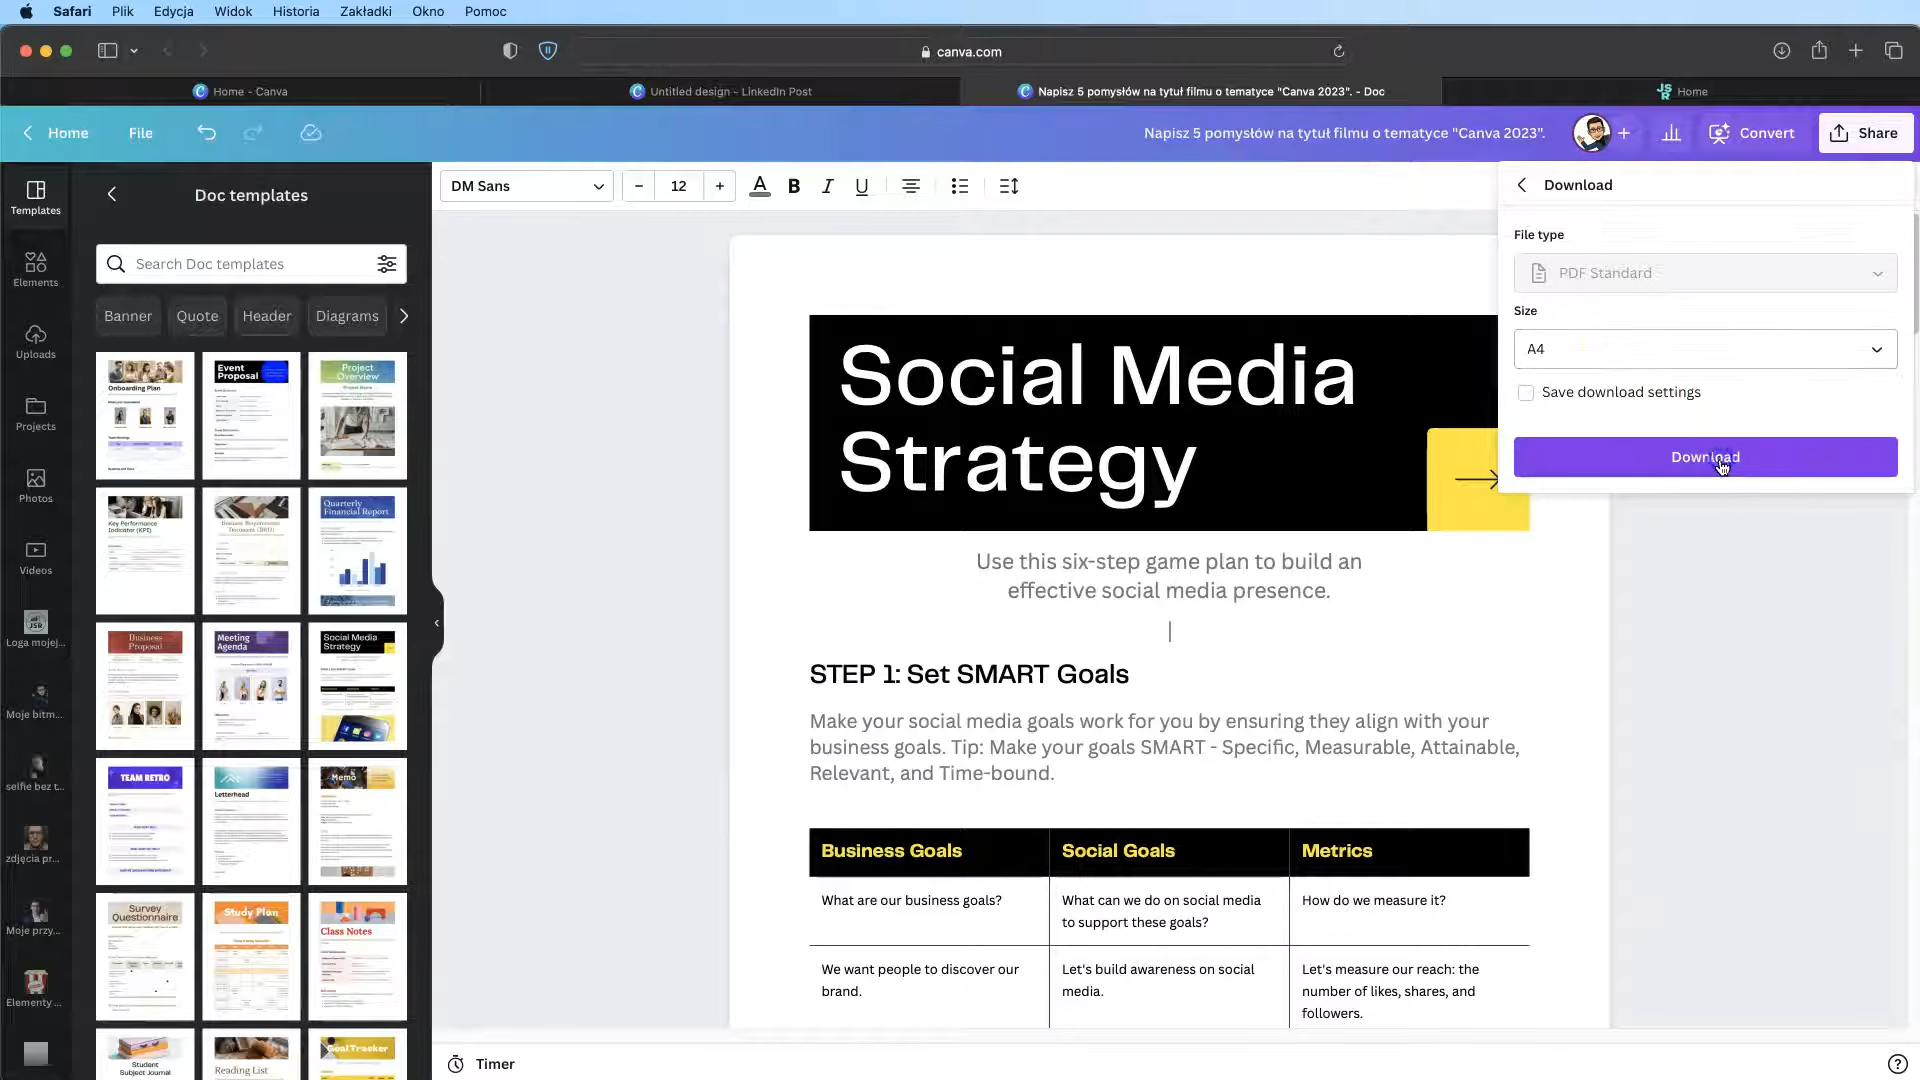 Safari Plik Edycja Widok Historia Zakładki Okno Pomoc
canva.com
Home - Canva
Untitled design - LinkedIn Post
Napisz 5 pomysłów na tytuł filmu o tematyce "Canva 2023". - Doc
Home
Home File
Napisz 5 pomysłów na tytuł filmu o tematyce "Canva 2023".
Convert
Share
Templates
Elements
Uploads
Projects
Photos
Videos
Loga mojej...
Moje bitm...
selfie bez t...
zdjęcia pr...
Moje przy...
Elementy ...
Doc templates
Search Doc templates
Banner Quote Header Diagrams
Onboarding Plan
Event
Proposal
Project
Overview
Key Performance
Indicator (KPI)
Business Requirements
Document (BRD)
Quarterly
Financial Report
Business
Proposal
Meeting
Agenda
Social Media
Strategy
TEAM RETRO
Letterhead
Memo
Survey
Questionnaire
Study Plan
Class Notes
Student
Subject Journal
Reading List
Goal Tracker
DM Sans
– 12 +
A B I U
Social Media
Strategy
Use this six-step game plan to build an
effective social media presence.
STEP 1: Set SMART Goals
Make your social media goals work for you by ensuring they align with your
business goals. Tip: Make your goals SMART - Specific, Measurable, Attainable,
Relevant, and Time-bound.
Business Goals Social Goals Metrics
What are our business goals?
What can we do on social media
to support these goals?
How do we measure it?
We want people to discover our
brand.
Let's build awareness on social
media.
Let's measure our reach: the
number of likes, shares, and
followers.
Download
File type
PDF Standard
Size
A4
Save download settings
Download
Timer